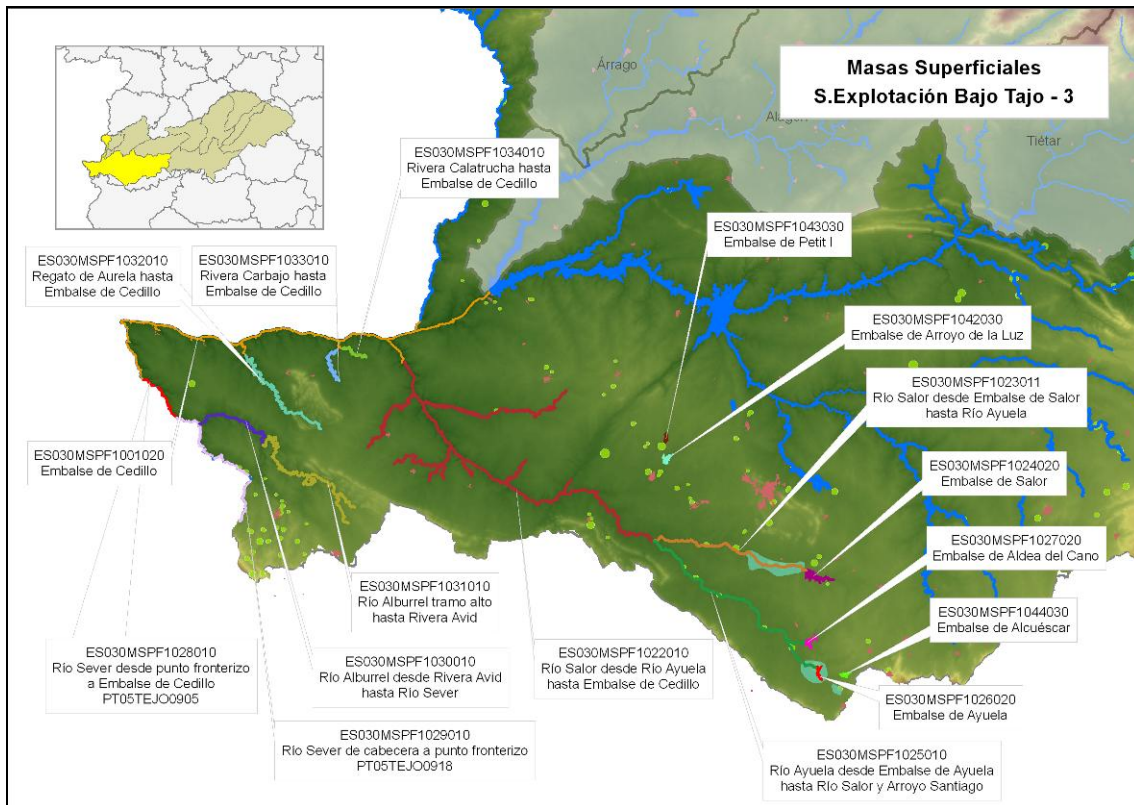 Masas Superficiales
S.Explotación Bajo Tajo - 3
Árrago
Alagón
Tiétar
ES030MSPF1034010
Rivera Calatrucha hasta
Embalse de Cedillo
ES030MSPF1043030
Embalse de Petit I
ES030MSPF1032010
Regato de Aurela hasta
Embalse de Cedillo
ES030MSPF1033010
Rivera Carbajo hasta
Embalse de Cedillo
ES030MSPF1042030
Embalse de Arroyo de la Luz
ES030MSPF1023011
Río Salor desde Embalse de Salor
hasta Río Ayuela
ES030MSPF1001020
Embalse de Cedillo
ES030MSPF1024020
Embalse de Salor
ES030MSPF1027020
Embalse de Aldea del Cano
ES030MSPF1031010
Río Alburrel tramo alto
hasta Rivera Avid
ES030MSPF1044030
Embalse de Alcuéscar
ES030MSPF1028010
Río Sever desde punto fronterizo
a Embalse de Cedillo
PT05TEJO0905
ES030MSPF1030010
Río Alburrel desde Rivera Avid
hasta Río Sever
ES030MSPF1022010
Río Salor desde Río Ayuela
hasta Embalse de Cedillo
ES030MSPF1026020
Embalse de Ayuela
ES030MSPF1029010
Río Sever de cabecera a punto fronterizo
PT05TEJO0918
ES030MSPF1025010
Río Ayuela desde Embalse de Ayuela
hasta Río Salor y Arroyo Santiago